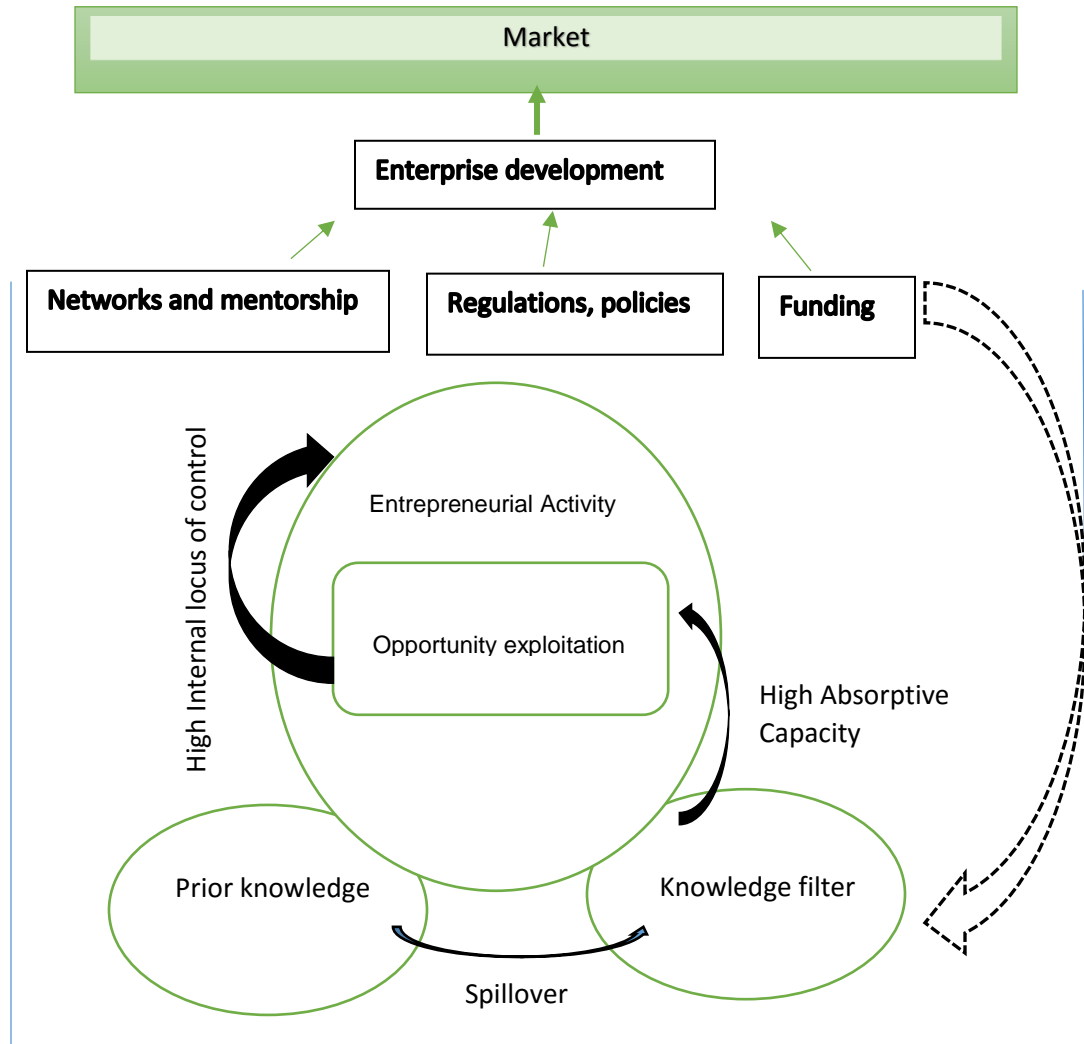 Market
Enterprise development
Networks and mentorship
Regulations, policies
Funding
High Internal locus of control
Entrepreneurial Activity
Opportunity exploitation
High Absorptive
Capacity
Prior knowledge
Knowledge filter
Spillover